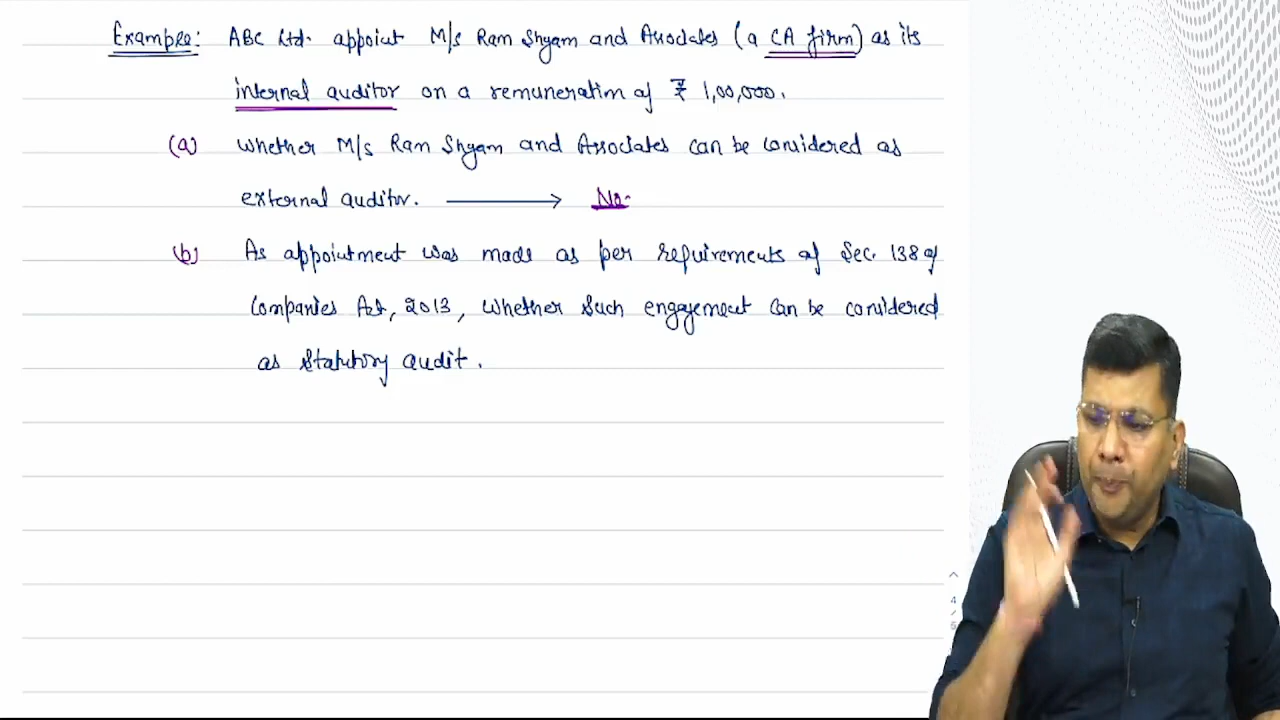 Example: ABC Ltd. appoint M/s Ram Shyam and Associates (a CA firm) as its
internal auditor on a remuneration of ₹ 1,00,000.
(a) Whether M/s Ram Shyam and Associates can be considered as
external auditor. → No.
(b) As appointment was made as per requirements of Sec. 138 of
Companies Act, 2013, whether such engagement can be considered
as statutory audit.
4
/